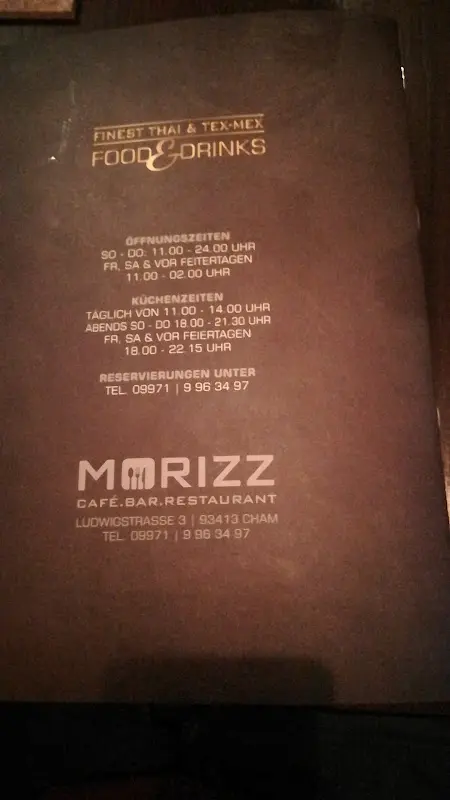 FINEST THAI & TEX-MEX
FOOD & DRINKS
ÖFFNUNGSZEITEN
SO - DO: 11.00 - 24.00 UHR
FR, SA & VOR FEITERTAGEN
11.00 - 02.00 UHR
KÜCHENZEITEN
TÄGLICH VON 11.00 - 14.00 UHR
ABENDS SO - DO 18.00 - 21.30 UHR
FR, SA & VOR FEIERTAGEN
18.00 - 22.15 UHR
RESERVIERUNGEN UNTER
TEL. 09971 | 9 96 34 97
MORIZZ
CAFÉ.BAR.RESTAURANT
LUDWIGSTRASSE 3 | 93413 CHAM
TEL. 09971 | 9 96 34 97